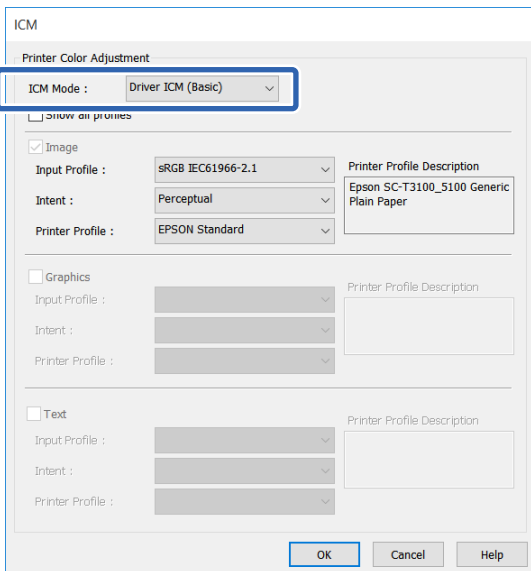 ICM
Printer Color Adjustment
ICM Mode : Driver ICM (Basic)
Show all profiles
Image
Input Profile : sRGB IEC61966-2.1 Printer Profile Description
Intent : Perceptual Epson SC-T3100_5100 Generic
Plain Paper
Printer Profile : EPSON Standard
Graphics
Input Profile : Printer Profile Description
Intent :
Printer Profile :
Text
Input Profile : Printer Profile Description
Intent :
Printer Profile :
OK Cancel Help